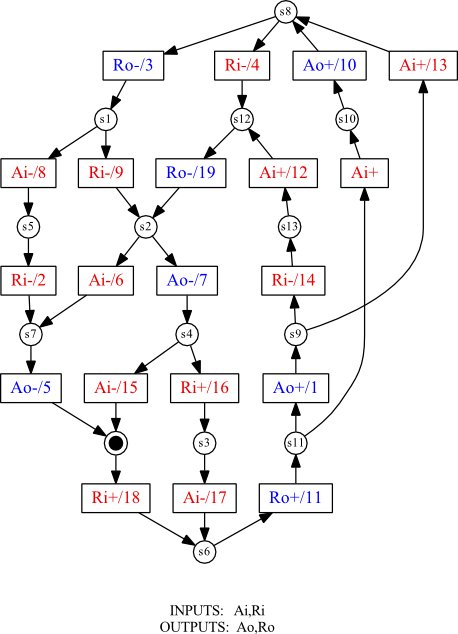 s8
Ro-/3 Ri-/4 Ao+/10 Ai+/13
s1 s12 s10
Ai-/8 Ri-/9 Ro-/19 Ai+/12 Ai+
s5 s2 s13
Ri-/2 Ai-/6 Ao-/7 Ri-/14
s7 s4 s9
Ao-/5 Ai-/15 Ri+/16 Ao+/1
s3 s11
Ri+/18 Ai-/17 Ro+/11
s6
INPUTS: Ai,Ri
OUTPUTS: Ao,Ro